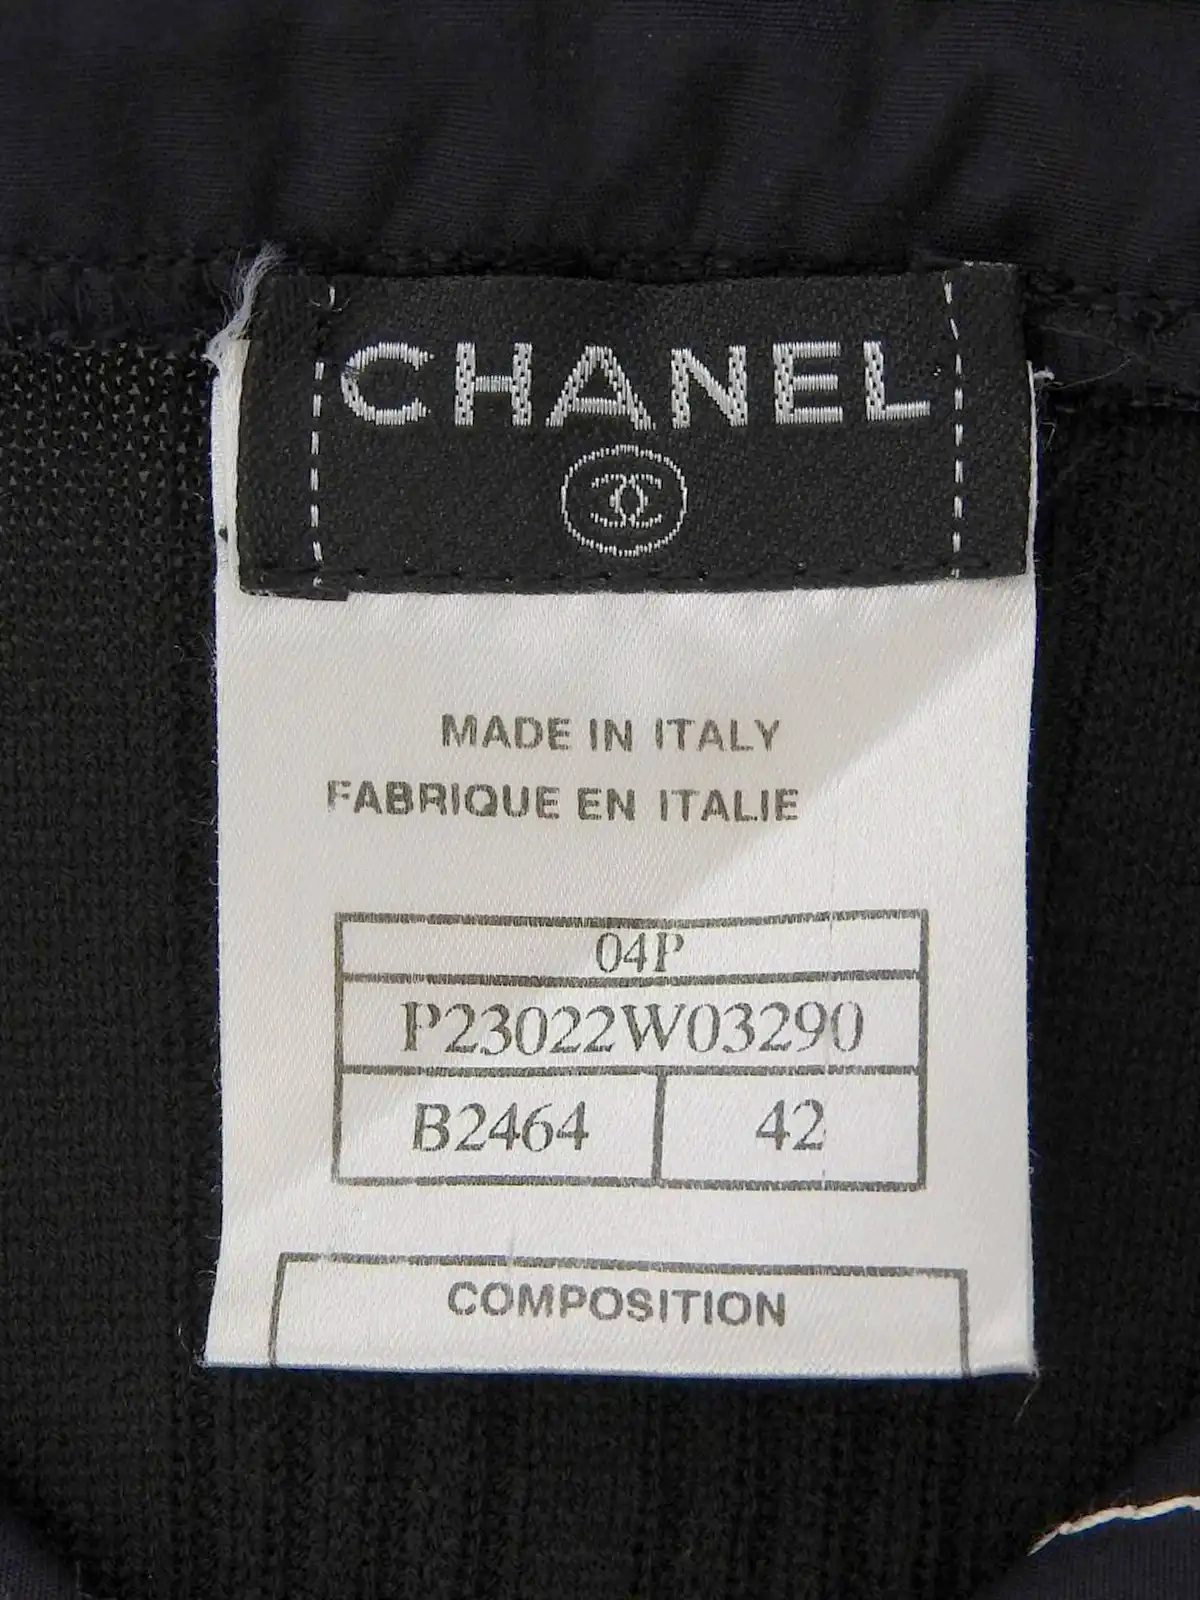 CHANEL
MADE IN ITALY
FABRIQUE EN ITALIE
04P
P23022W03290
B2464 42
COMPOSITION